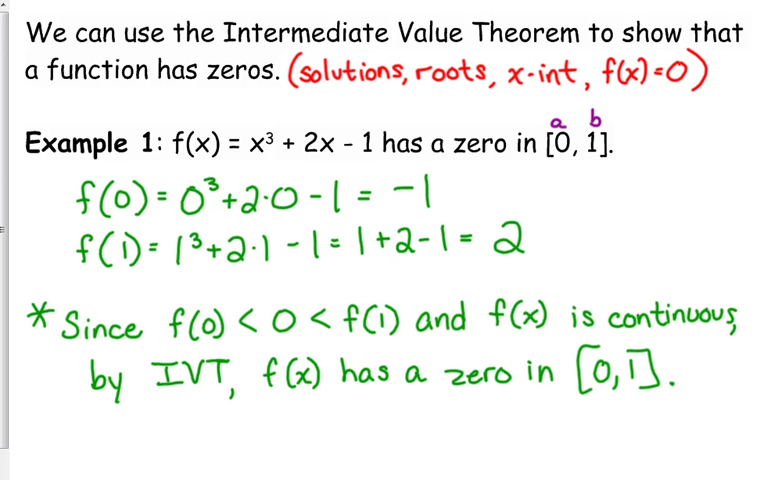 We can use the Intermediate Value Theorem to show that
a function has zeros. (solutions, roots, x-int, f(x)=0)
a b
Example 1: f(x) = x³ + 2x - 1 has a zero in [0, 1].
f(0) = 0³+2·0 - 1 = -1
f(1) = 1³+2·1 - 1 = 1+2-1 = 2
* Since f(0) < 0 < f(1) and f(x) is continuous,
by IVT, f(x) has a zero in [0,1].